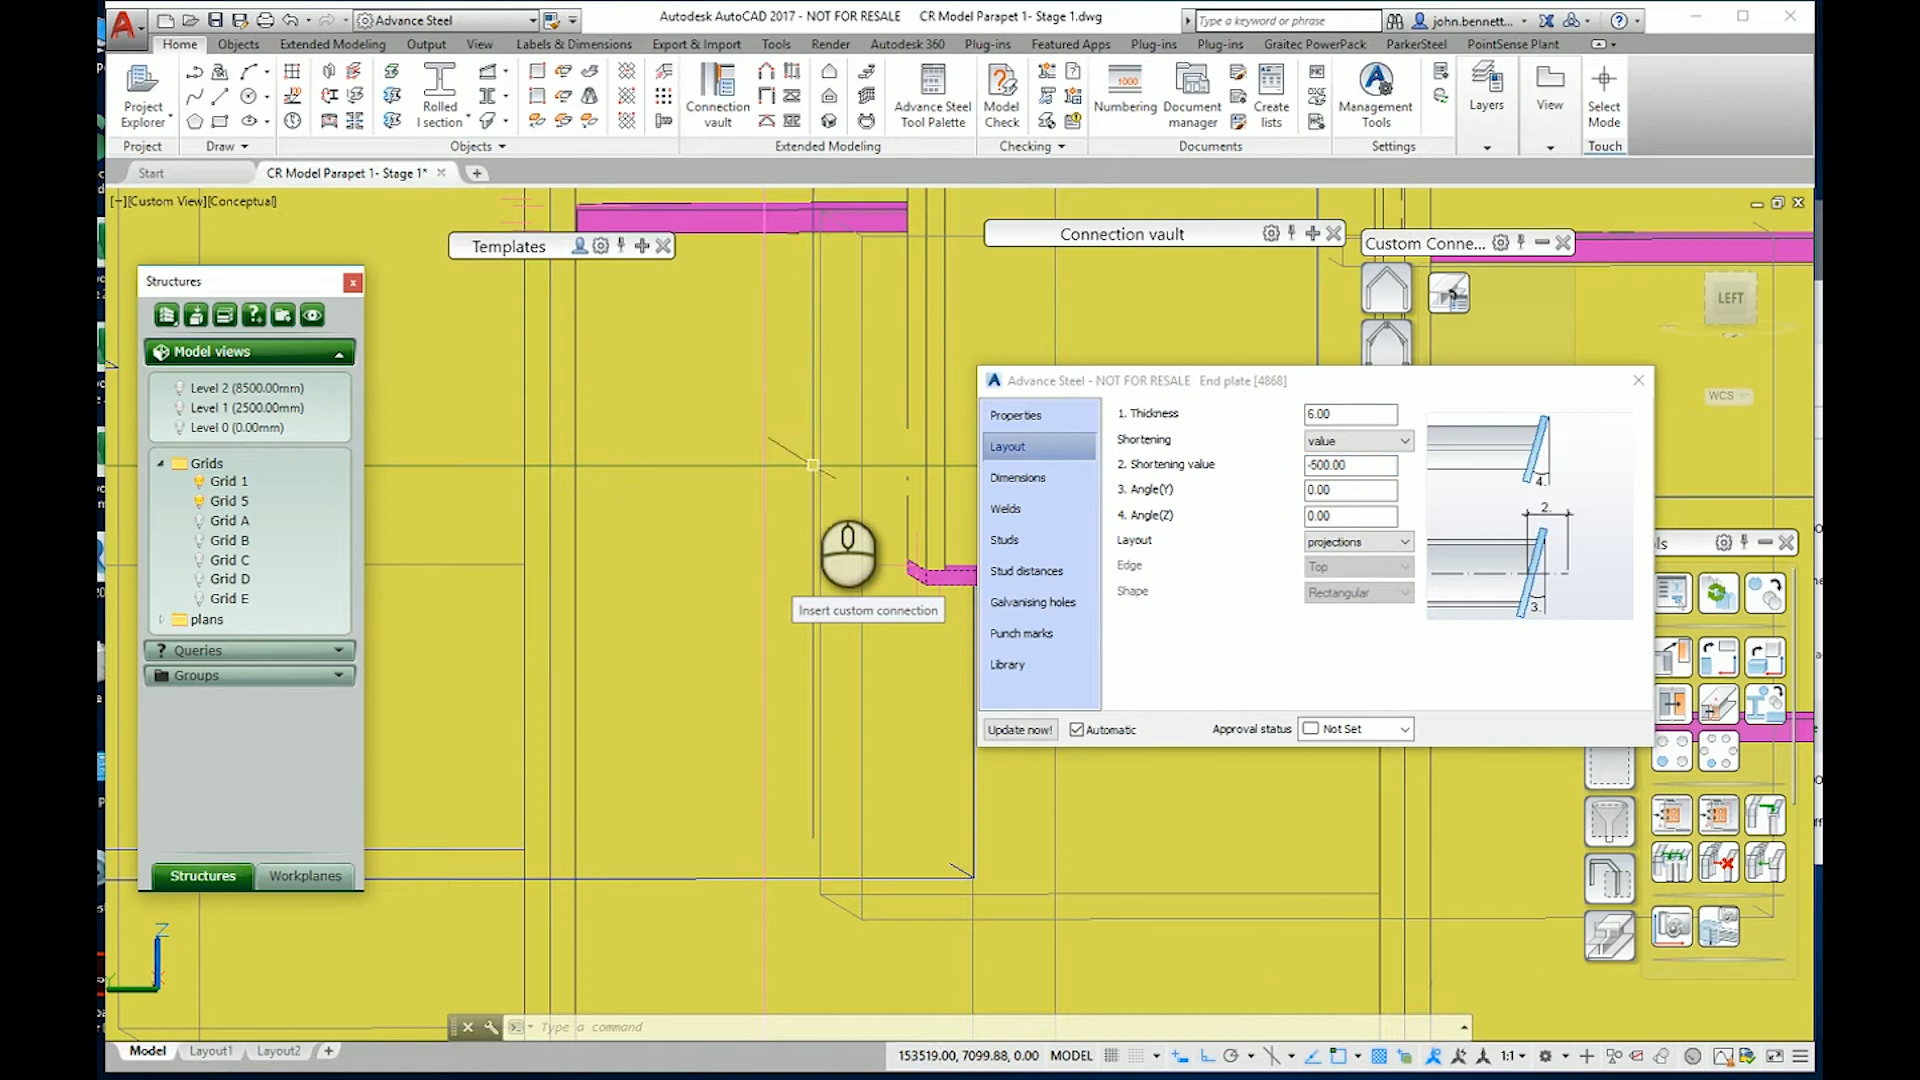 Advance Steel
Autodesk AutoCAD 2017 - NOT FOR RESALE CR Model Parapet 1- Stage 1.dwg
Type a keyword or phrase
john.bennett...
Home Objects Extended Modeling Output View Labels & Dimensions Export & Import Tools Render Autodesk 360 Plug-ins Featured Apps Plug-ins Plug-ins Graitec PowerPack ParkerSteel PointSense Plant
Project Explorer
Rolled I section
Connection vault
Advance Steel Tool Palette
Model Check
1000
Numbering
Document manager
Create lists
Management Tools
Layers
View
Select Mode
Project Draw Objects Extended Modeling Checking Documents Settings Touch
Start CR Model Parapet 1- Stage 1*
[−][Custom View][Conceptual]
Templates
Connection vault
Custom Conne...
LEFT
WCS
Structures
Model views
Level 2 (8500.00mm)
Level 1 (2500.00mm)
Level 0 (0.00mm)
Grids
Grid 1
Grid 5
Grid A
Grid B
Grid C
Grid D
Grid E
plans
Queries
Groups
Structures Workplanes
Insert custom connection
Advance Steel - NOT FOR RESALE End plate [4868]
Properties
Layout
Dimensions
Welds
Studs
Stud distances
Galvanising holes
Punch marks
Library
1. Thickness 6.00
Shortening value
2. Shortening value -500.00
3. Angle(Y) 0.00
4. Angle(Z) 0.00
Layout projections
Edge Top
Shape Rectangular
4.
2.
3.
Update now! Automatic Approval status Not Set
ls
Z
Type a command
Model Layout1 Layout2
153519.00, 7099.88, 0.00 MODEL 1:1